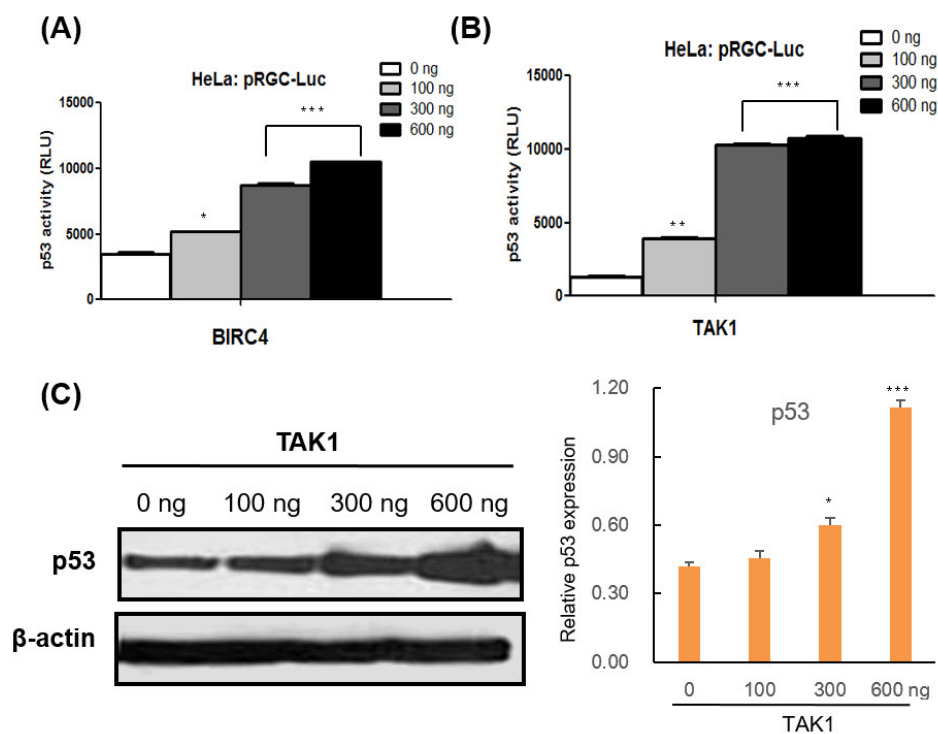 (A)
HeLa: pRGC-Luc
0 ng
100 ng
300 ng
600 ng
p53 activity (RLU)
15000
10000
5000
0
*
***
BIRC4
(B)
HeLa: pRGC-Luc
0 ng
100 ng
300 ng
600 ng
p53 activity (RLU)
15000
10000
5000
0
**
***
TAK1
(C)
TAK1
0 ng 100 ng 300 ng 600 ng
p53
β-actin
p53
Relative p53 expression
1.20
0.90
0.60
0.30
0.00
*
***
0 100 300 600 ng
TAK1